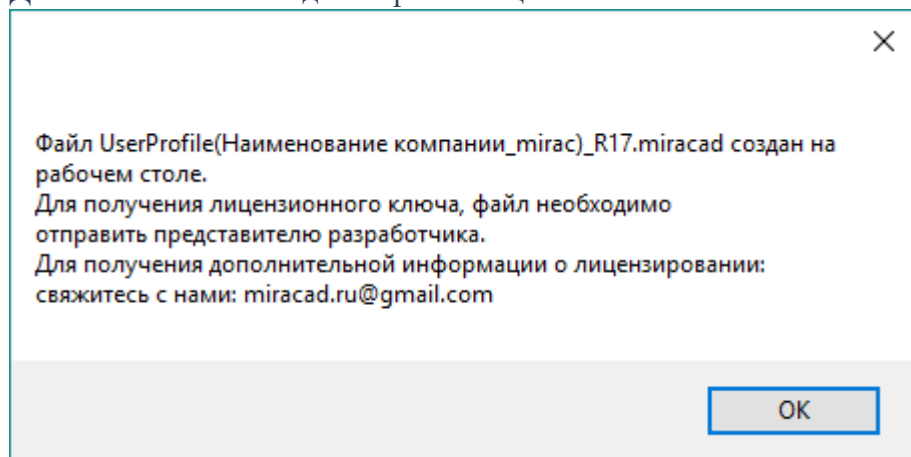 Файл UserProfile(Наименование компании_mirac)_R17.miracad создан на
рабочем столе.
Для получения лицензионного ключа, файл необходимо
отправить представителю разработчика.
Для получения дополнительной информации о лицензировании:
свяжитесь с нами: miracad.ru@gmail.com
OK